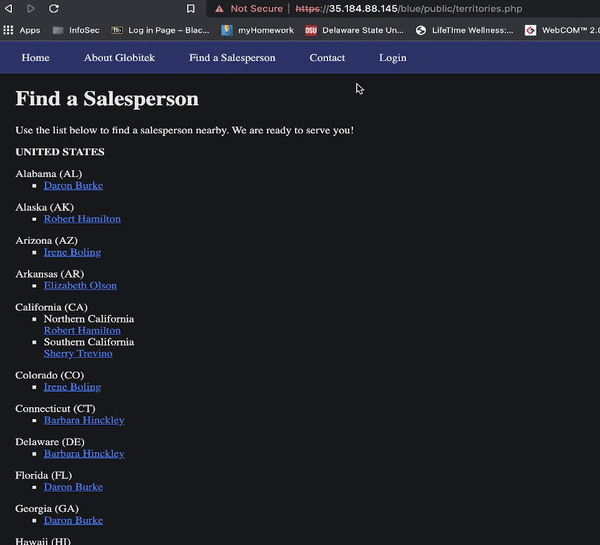 Not Secure | https://35.184.88.145/blue/public/territories.php
Apps InfoSec Log in Page – Blac... myHomework DSU Delaware State Un... LifeTIme Wellness:... WebCOM™ 2.0
Home About Globitek Find a Salesperson Contact Login
Find a Salesperson
Use the list below to find a salesperson nearby. We are ready to serve you!
UNITED STATES
Alabama (AL)
Daron Burke
Alaska (AK)
Robert Hamilton
Arizona (AZ)
Irene Boling
Arkansas (AR)
Elizabeth Olson
California (CA)
Northern California
Robert Hamilton
Southern California
Sherry Trevino
Colorado (CO)
Irene Boling
Connecticut (CT)
Barbara Hinckley
Delaware (DE)
Barbara Hinckley
Florida (FL)
Daron Burke
Georgia (GA)
Daron Burke
Hawaii (HI)